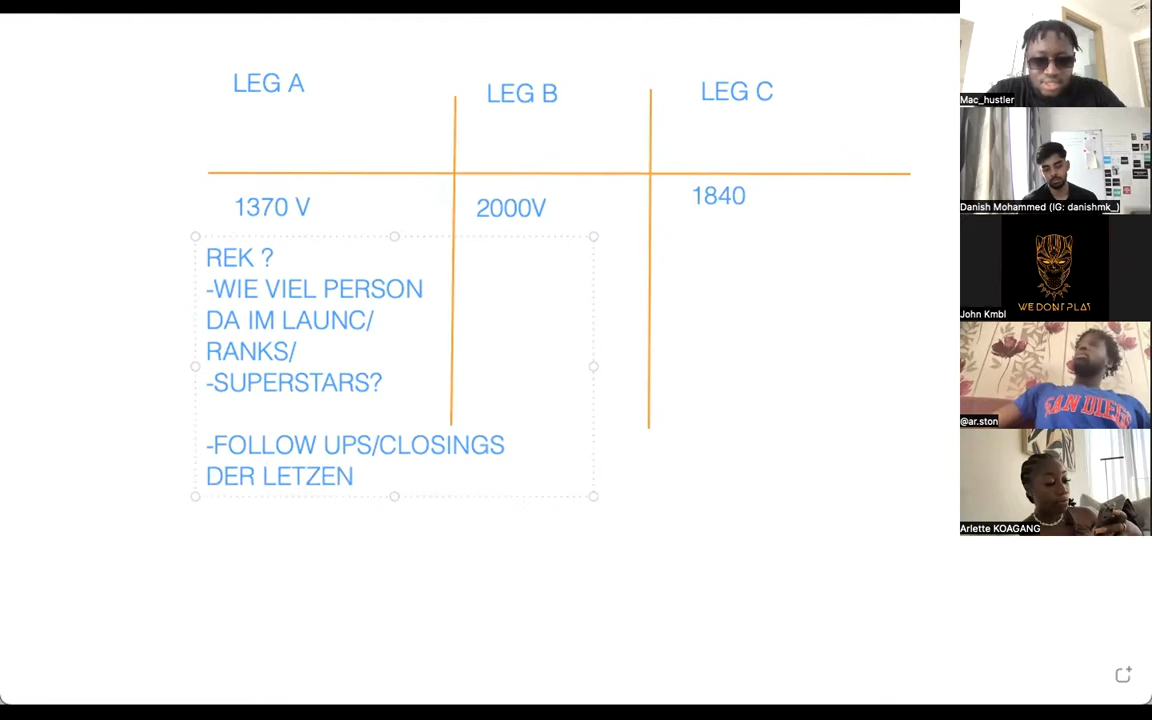 LEG A
LEG B
LEG C
1370 V
2000V
1840
REK ?
-WIE VIEL PERSON
DA IM LAUNC/
RANKS/
-SUPERSTARS?
-FOLLOW UPS/CLOSINGS
DER LETZEN
Mac_hustler
Danish Mohammed (IG: danishmk_)
WE DONT PLAY
John Kmbl
SAN DIEG
@ar.ston
Arlette KOAGANG